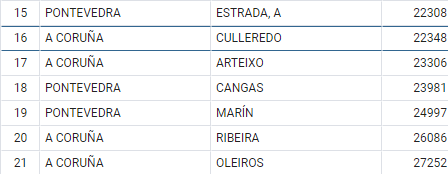 15 PONTEVEDRA ESTRADA, A 22308
16 A CORUÑA CULLEREDO 22348
17 A CORUÑA ARTEIXO 23306
18 PONTEVEDRA CANGAS 23981
19 PONTEVEDRA MARÍN 24997
20 A CORUÑA RIBEIRA 26086
21 A CORUÑA OLEIROS 27252